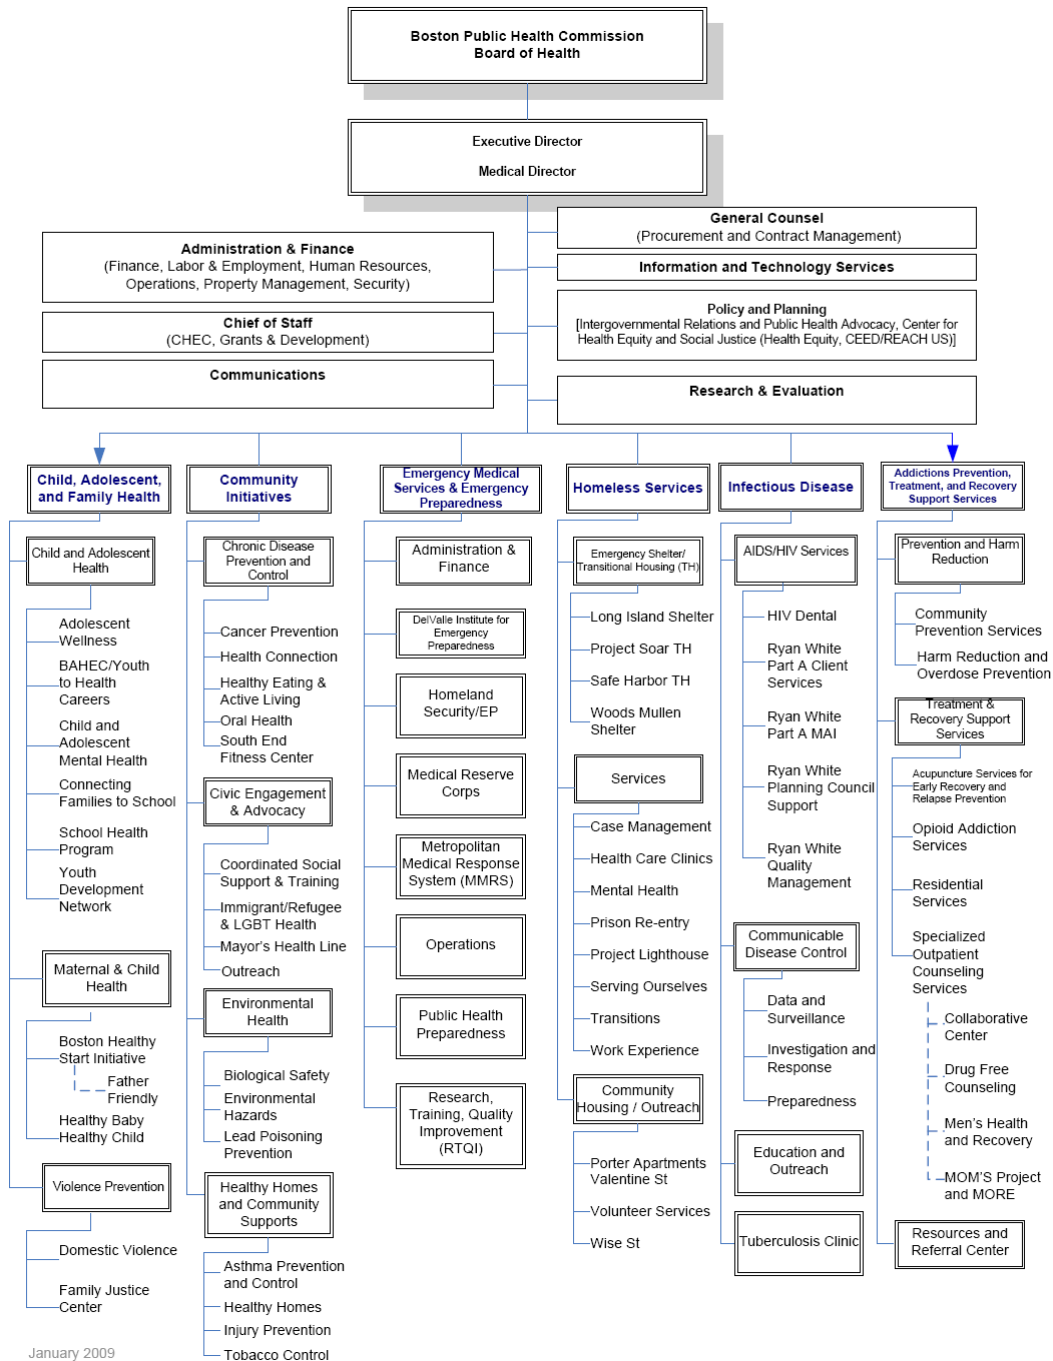 Boston Public Health Commission
Board of Health
Executive Director
Medical Director
General Counsel
(Procurement and Contract Management)
Administration & Finance
(Finance, Labor & Employment, Human Resources,
Operations, Property Management, Security)
Information and Technology Services
Chief of Staff
(CHEC, Grants & Development)
Policy and Planning
[Intergovernmental Relations and Public Health Advocacy, Center for
Health Equity and Social Justice (Health Equity, CEED/REACH US)]
Communications
Research & Evaluation
Child, Adolescent,
and Family Health
Child and Adolescent
Health
Adolescent
Wellness
BAHEC/Youth
to Health
Careers
Child and
Adolescent
Mental Health
Connecting
Families to School
School Health
Program
Youth
Development
Network
Maternal & Child
Health
Boston Healthy
Start Initiative
Father
Friendly
Healthy Baby
Healthy Child
Violence Prevention
Domestic Violence
Family Justice
Center
Community
Initiatives
Chronic Disease
Prevention and
Control
Cancer Prevention
Health Connection
Healthy Eating &
Active Living
Oral Health
South End
Fitness Center
Civic Engagement
& Advocacy
Coordinated Social
Support & Training
Immigrant/Refugee
& LGBT Health
Mayor's Health Line
Outreach
Environmental
Health
Biological Safety
Environmental
Hazards
Lead Poisoning
Prevention
Healthy Homes
and Community
Supports
Asthma Prevention
and Control
Healthy Homes
Injury Prevention
Tobacco Control
Emergency Medical
Services & Emergency
Preparedness
Administration &
Finance
DelValle Institute for
Emergency
Preparedness
Homeland
Security/EP
Medical Reserve
Corps
Metropolitan
Medical Response
System (MMRS)
Operations
Public Health
Preparedness
Research,
Training, Quality
Improvement
(RTQI)
Homeless Services
Emergency Shelter/
Transitional Housing (TH)
Long Island Shelter
Project Soar TH
Safe Harbor TH
Woods Mullen
Shelter
Services
Case Management
Health Care Clinics
Mental Health
Prison Re-entry
Project Lighthouse
Serving Ourselves
Transitions
Work Experience
Community
Housing / Outreach
Porter Apartments
Valentine St
Volunteer Services
Wise St
Infectious Disease
AIDS/HIV Services
HIV Dental
Ryan White
Part A Client
Services
Ryan White
Part A MAI
Ryan White
Planning Council
Support
Ryan White
Quality
Management
Communicable
Disease Control
Data and
Surveillance
Investigation and
Response
Preparedness
Education and
Outreach
Tuberculosis Clinic
Addictions Prevention,
Treatment, and Recovery
Support Services
Prevention and Harm
Reduction
Community
Prevention Services
Harm Reduction and
Overdose Prevention
Treatment &
Recovery Support
Services
Acupuncture Services for
Early Recovery and
Relapse Prevention
Opioid Addiction
Services
Residential
Services
Specialized
Outpatient
Counseling
Services
Collaborative
Center
Drug Free
Counseling
Men's Health
and Recovery
MOM'S Project
and MORE
Resources and
Referral Center
January 2009